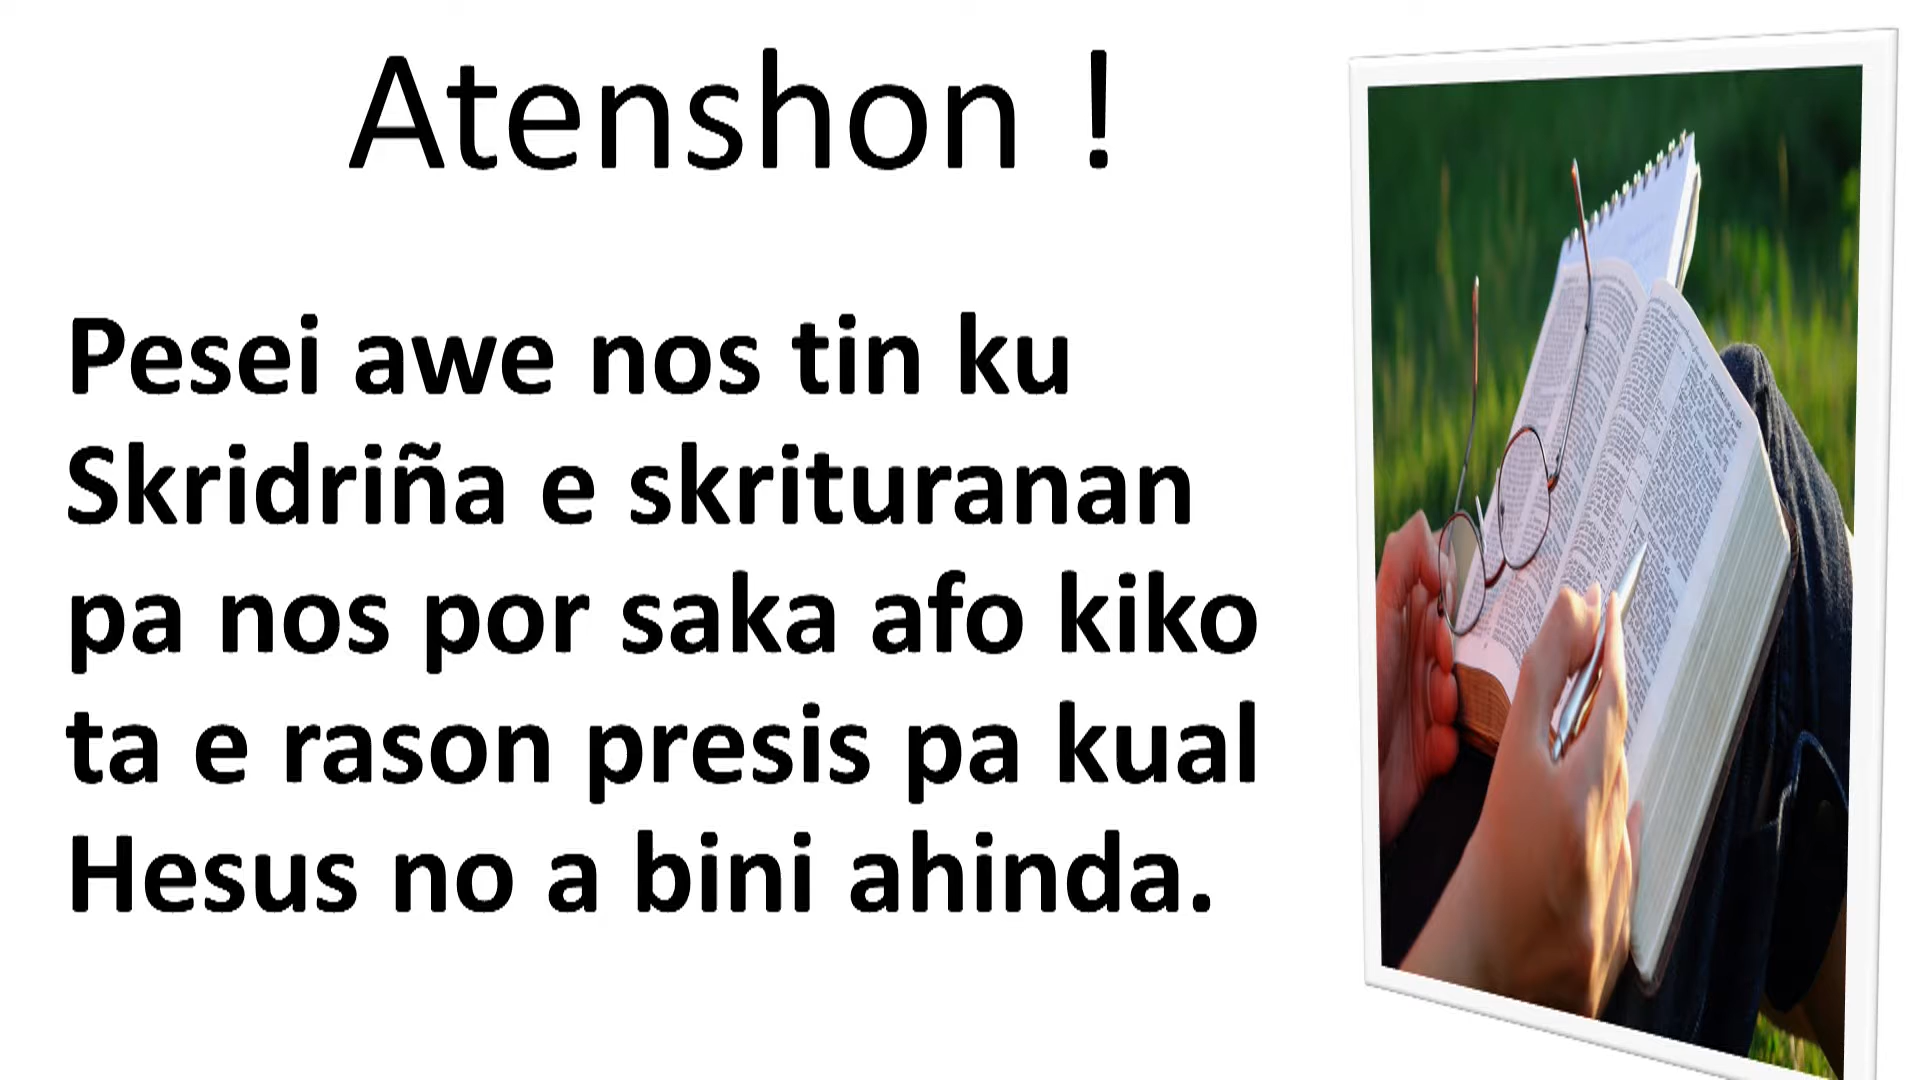 Atenshon !
Pesei awe nos tin ku
Skridriña e skrituranan
pa nos por saka afo kiko
ta e rason presis pa kual
Hesus no a bini ahinda.